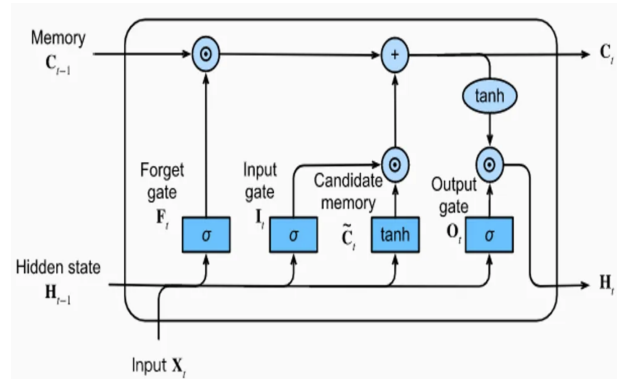 Memory
C_{t-1}
⊙
+
C_t
tanh
Forget
gate
F_t
Input
gate
I_t
Candidate
memory
C̃_t
⊙
Output
gate
O_t
⊙
σ
σ
tanh
σ
Hidden state
H_{t-1}
H_t
Input X_t